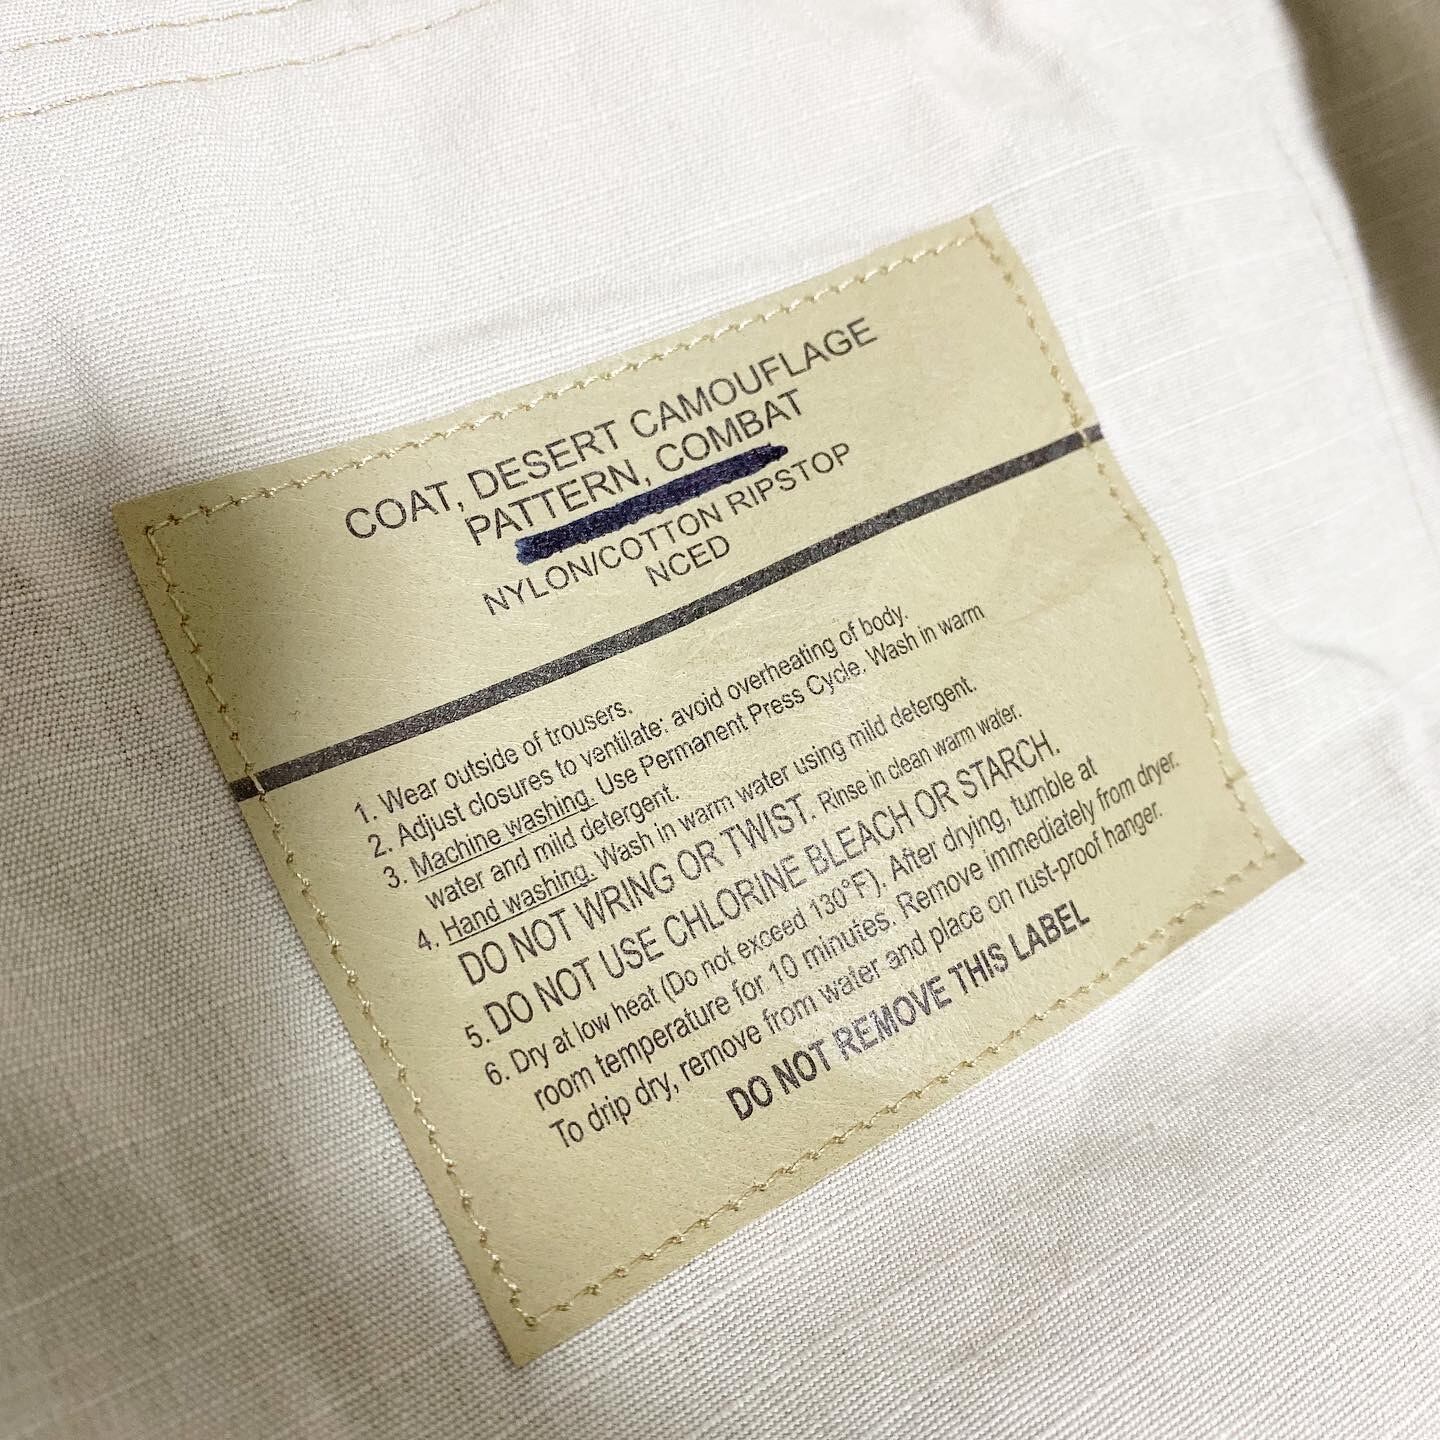 COAT, DESERT CAMOUFLAGE
PATTERN, COMBAT
NYLON/COTTON RIPSTOP
NCED
1. Wear outside of trousers.
2. Adjust closures to ventilate: avoid overheating of body.
3. Machine washing. Use Permanent Press Cycle. Wash in warm
water and mild detergent.
4. Hand washing. Wash in warm water using mild detergent.
DO NOT WRING OR TWIST. Rinse in clean warm water.
5. DO NOT USE CHLORINE BLEACH OR STARCH.
6. Dry at low heat (Do not exceed 130°F). After drying, tumble at
room temperature for 10 minutes. Remove immediately from dryer.
To drip dry, remove from water and place on rust-proof hanger.
DO NOT REMOVE THIS LABEL